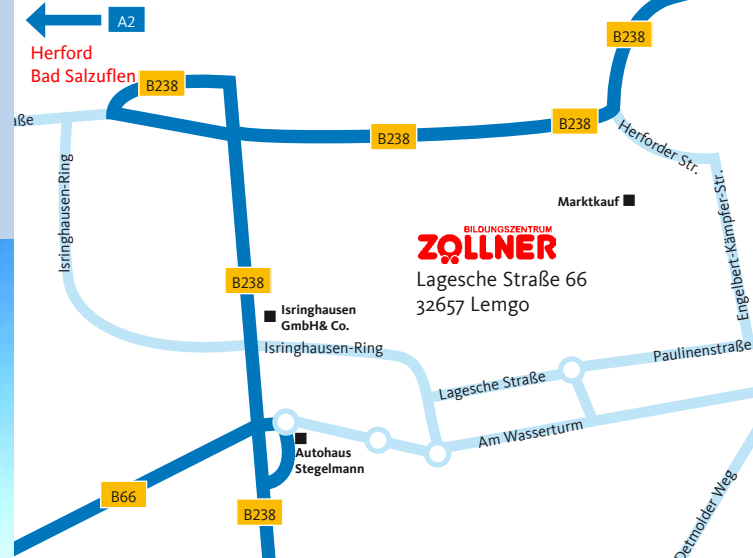 A2
Herford
Bad Salzuflen
B238
B238
B238
B238
aße
Herforder Str.
Isringhausen-Ring
Marktkauf
Engelbert-Kämpfer-Str.
BILDUNGSZENTRUM
ZÖLLNER
Lagesche Straße 66
32657 Lemgo
B238
Isringhausen
GmbH& Co.
Isringhausen-Ring
Paulinenstraße
Lagesche Straße
Am Wasserturm
Autohaus
Stegelmann
B66
B238
Detmolder Weg